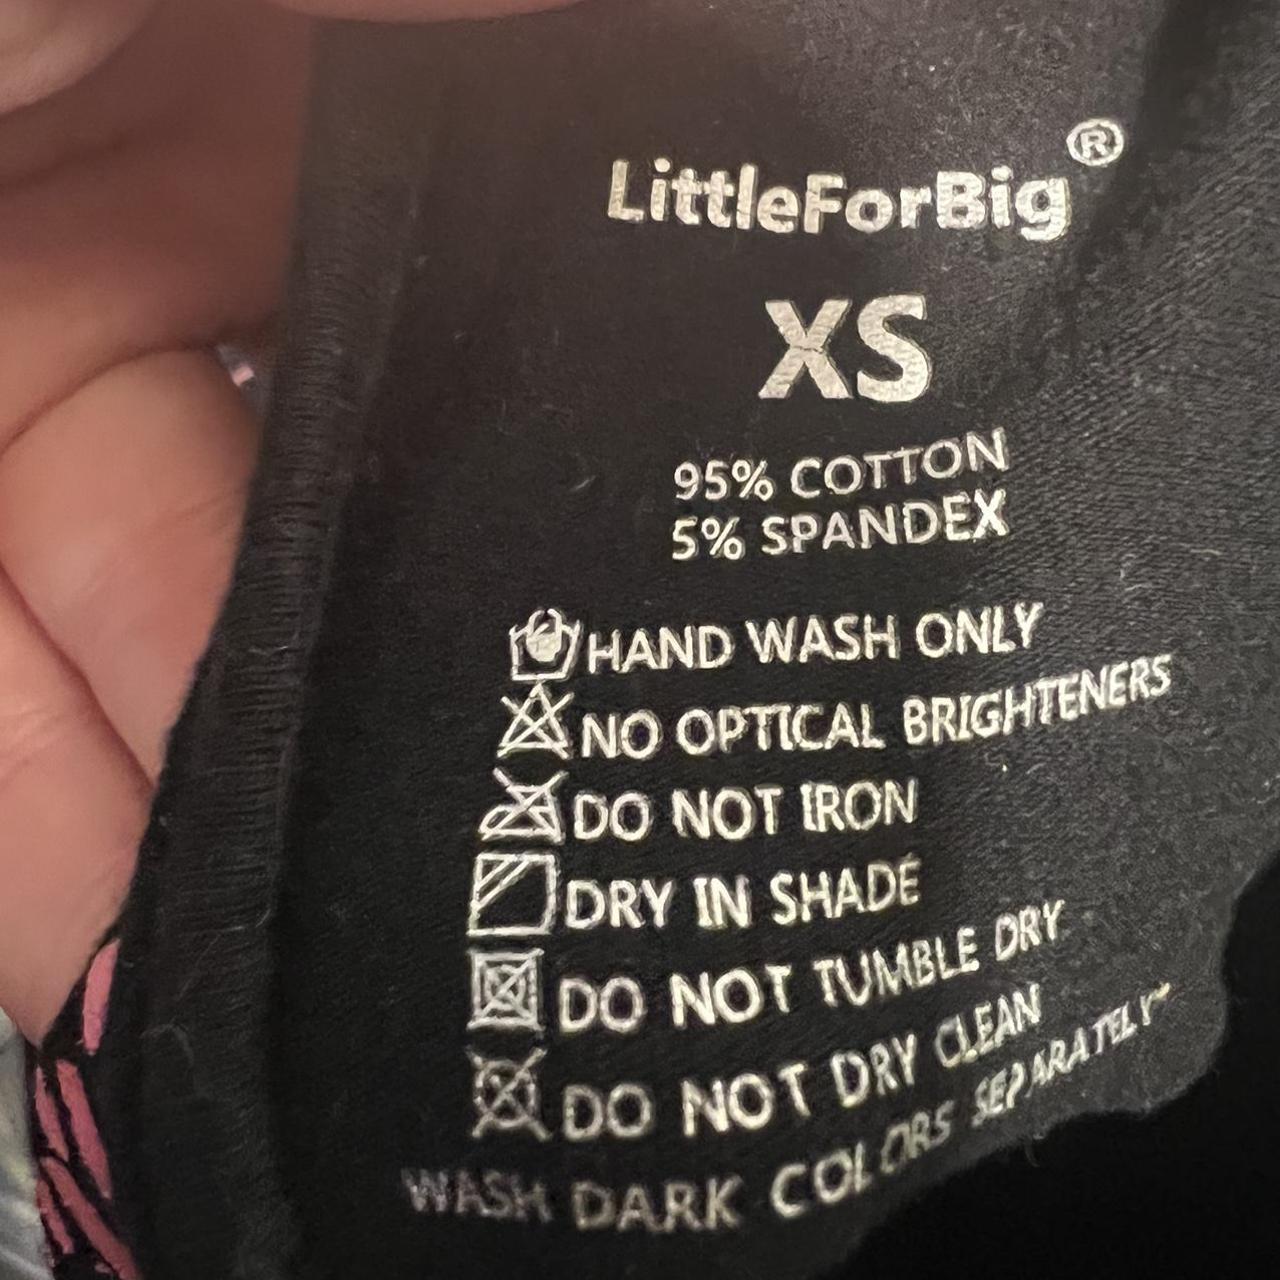 LittleForBig®
XS
95% COTTON
5% SPANDEX
HAND WASH ONLY
NO OPTICAL BRIGHTENERS
DO NOT IRON
DRY IN SHADE
DO NOT TUMBLE DRY
DO NOT DRY CLEAN
WASH DARK COLORS SEPARATELY